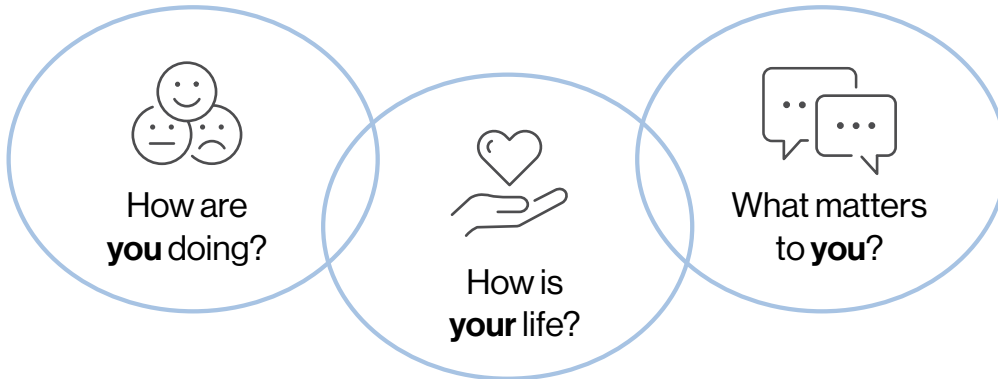 How are
you doing?
How is
your life?
What matters
to you?